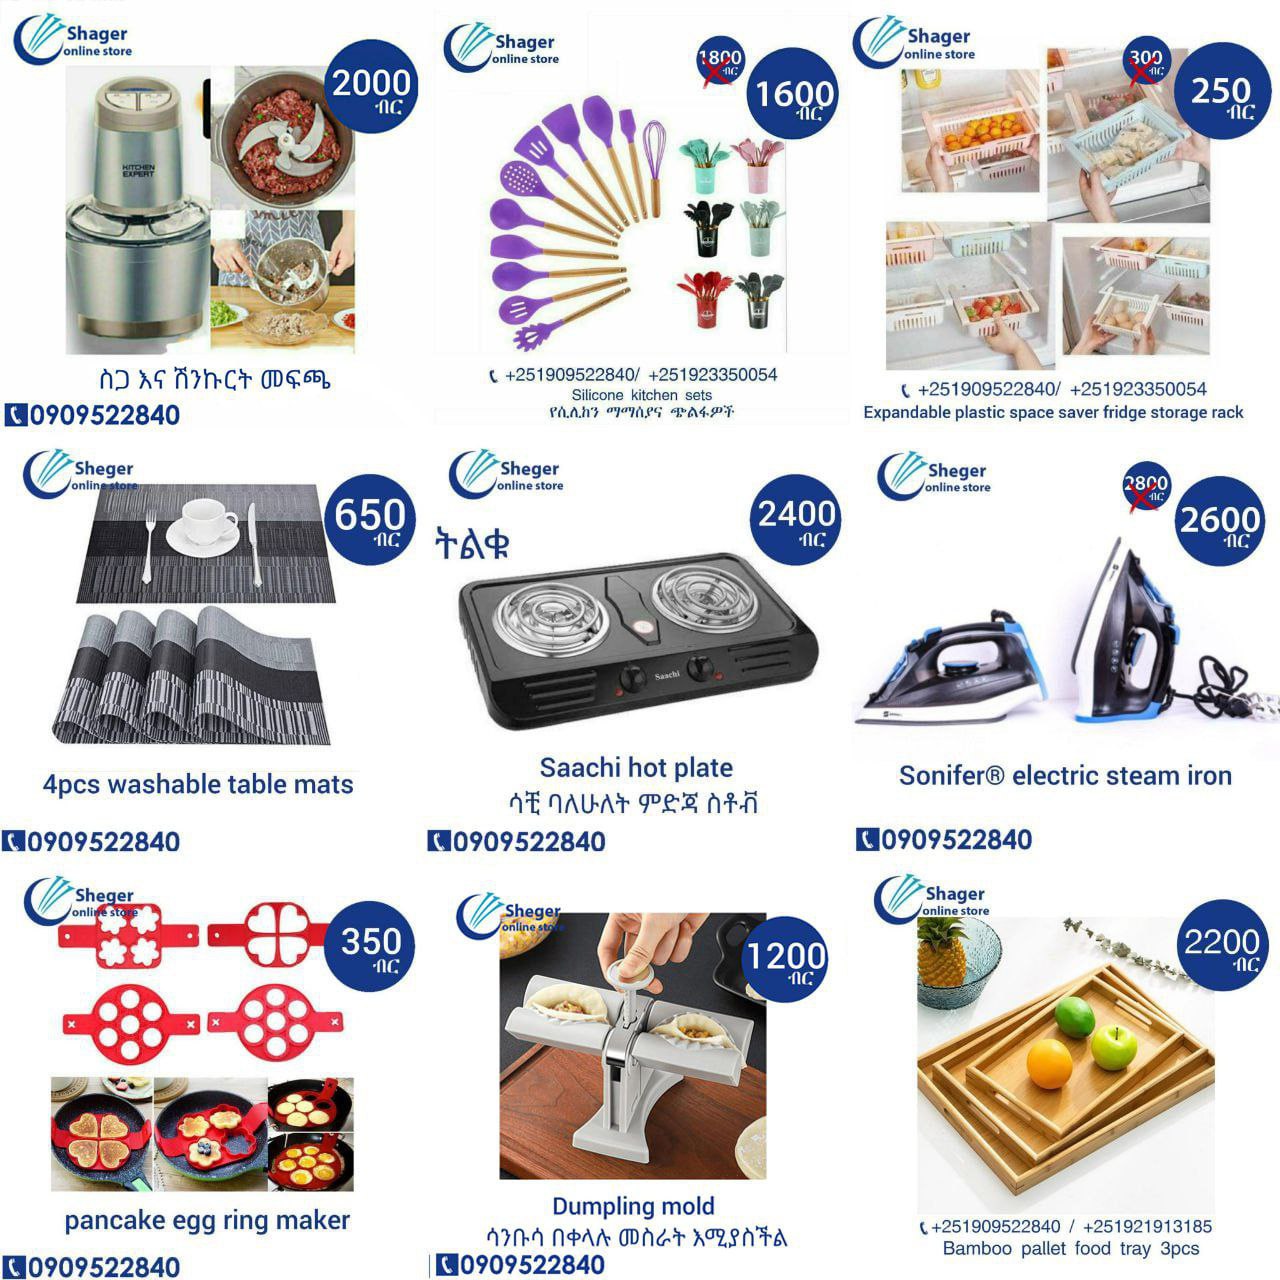 Shager
online store
2000
ብር
KITCHEN
EXPERT
ስጋ እና ሽንኩርት መፍጫ
0909522840
Shager
online store
1800
ብር
1600
ብር
+251909522840/ +251923350054
Silicone kitchen sets
የሲሊከን ማማሰያና ጭልፋዎች
Shager
online store
300
ብር
250
ብር
+251909522840/ +251923350054
Expandable plastic space saver fridge storage rack
Sheger
online store
650
ብር
4pcs washable table mats
0909522840
Sheger
online store
2400
ብር
ትልቁ
Saachi
Saachi hot plate
ሳቺ ባለሁለት ምድጃ ስቶቭ
0909522840
Sheger
online store
2800
ብር
2600
ብር
Sonifer® electric steam iron
0909522840
Sheger
online store
350
ብር
pancake egg ring maker
0909522840
Sheger
online store
1200
ብር
Dumpling mold
ሳንቡሳ በቀላሉ መስራት እሚያስችል
0909522840
Shager
online store
2200
ብር
+251909522840 / +251921913185
Bamboo pallet food tray 3pcs